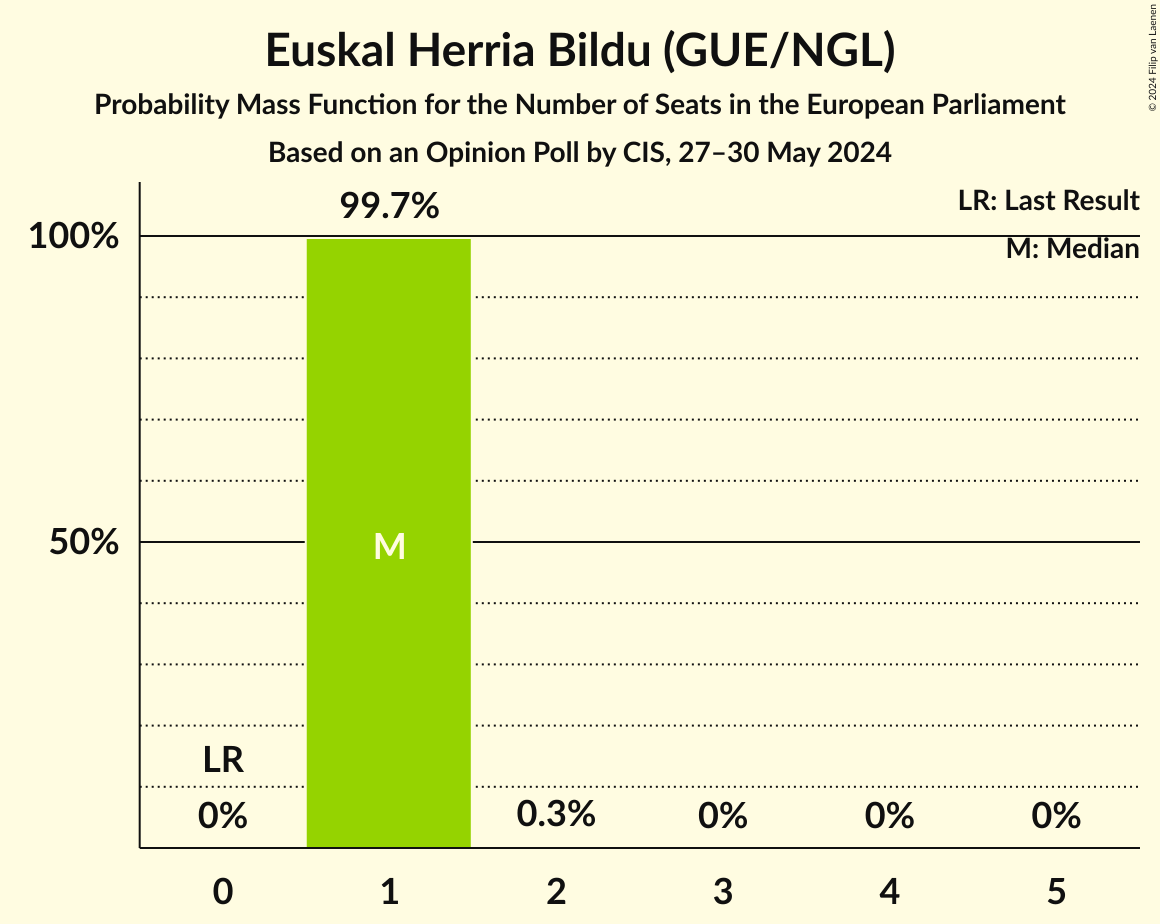 Euskal Herria Bildu (GUE/NGL)
Probability Mass Function for the Number of Seats in the European Parliament
Based on an Opinion Poll by CIS, 27–30 May 2024
© 2024 Filip van Laenen
99.7%
LR: Last Result
100%
M: Median
50%
M
LR
0%
0.3%
0%
0%
0%
0
1
2
3
4
5